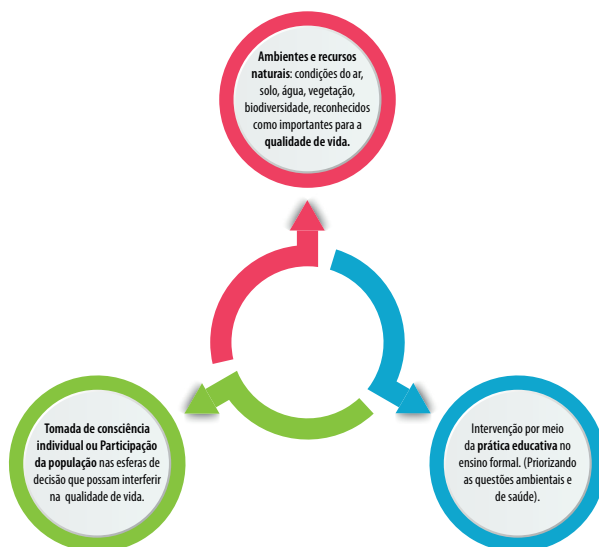 Ambientes e recursos
naturais: condições do ar,
solo, água, vegetação,
biodiversidade, reconhecidos
como importantes para a
qualidade de vida.
Tomada de consciência
individual ou Participação
da população nas esferas de
decisão que possam interferir
na qualidade de vida.
Intervenção por meio
da prática educativa no
ensino formal. (Priorizando
as questões ambientais e
de saúde).